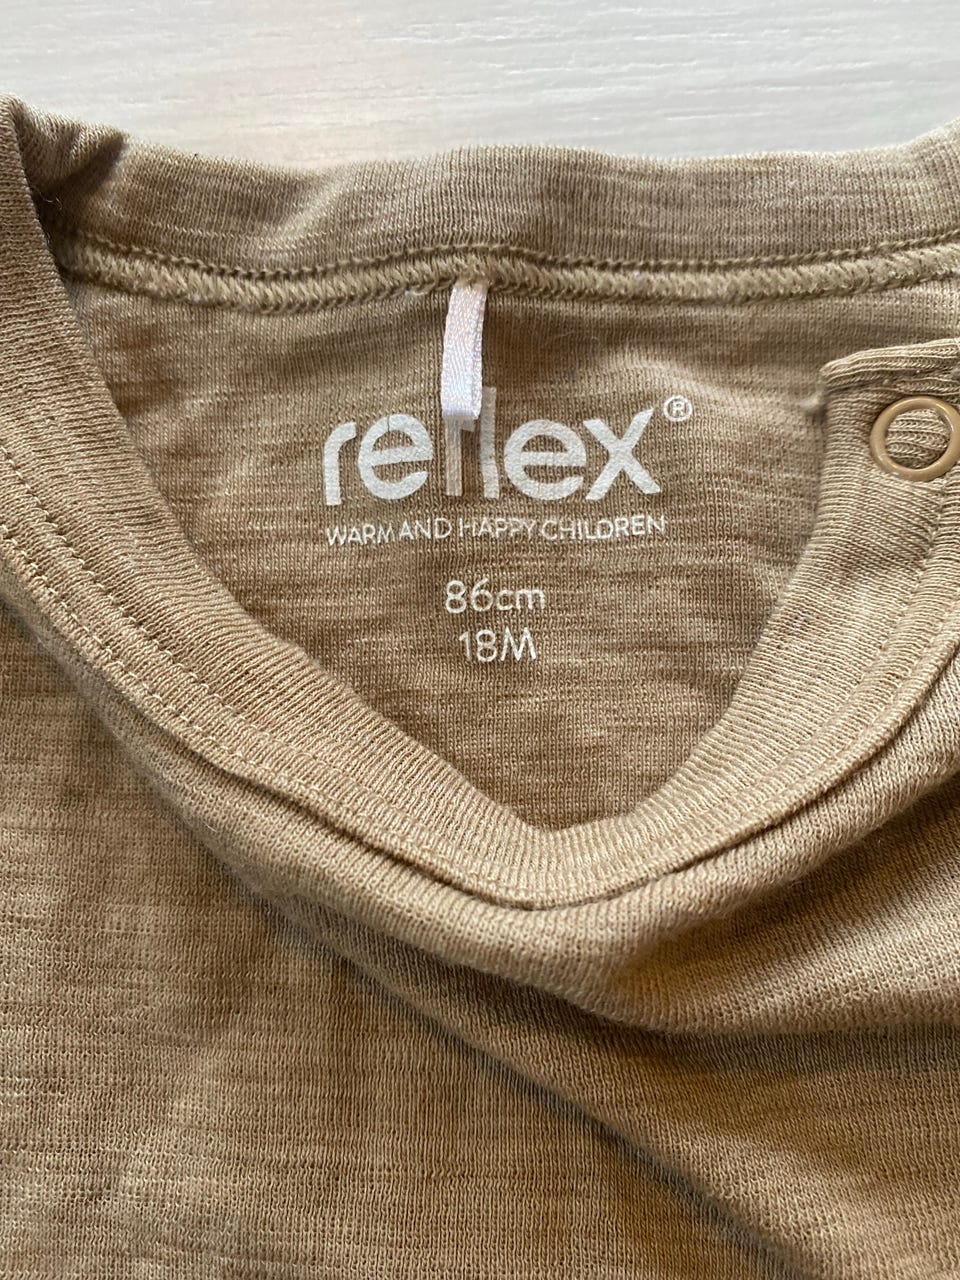 reflex®
WARM AND HAPPY CHILDREN
86cm
18M